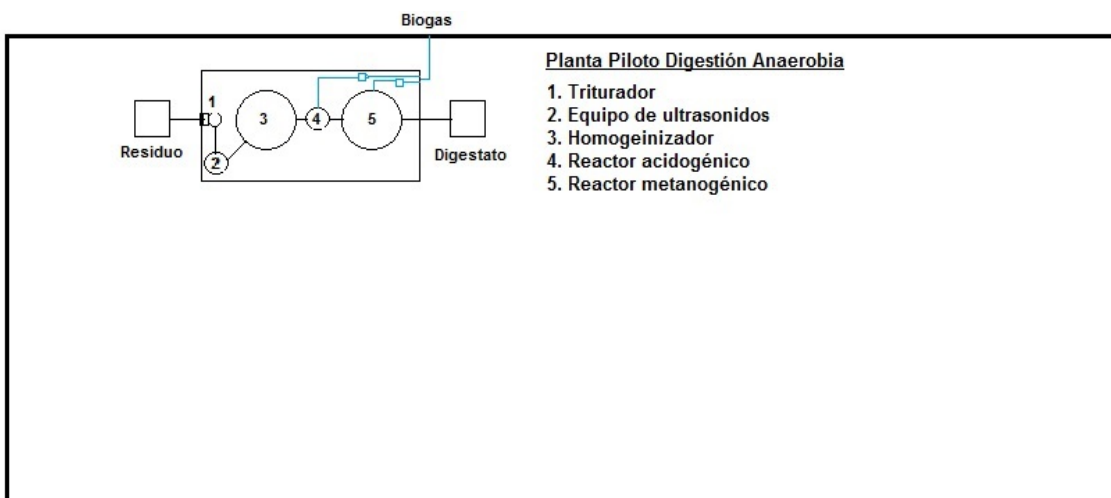 Biogas
Planta Piloto Digestión Anaerobia
1. Triturador
2. Equipo de ultrasonidos
3. Homogeinizador
4. Reactor acidogénico
5. Reactor metanogénico
1
3
4
5
2
Residuo
Digestato